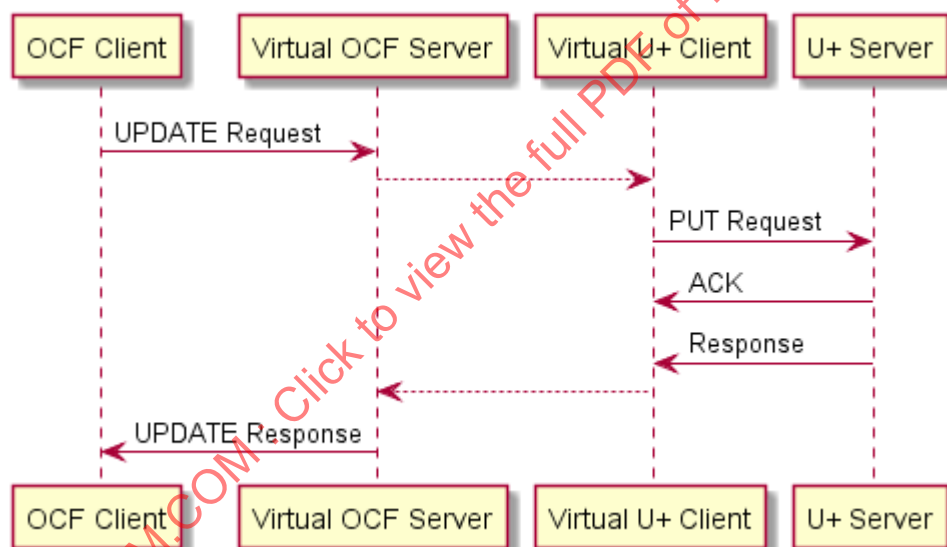 OCF Client
Virtual OCF Server
Virtual U+ Client
U+ Server
UPDATE Request
PUT Request
ACK
Response
UPDATE Response
OCF Client
Virtual OCF Server
Virtual U+ Client
U+ Server
M.COM : Click to view the full PDF of